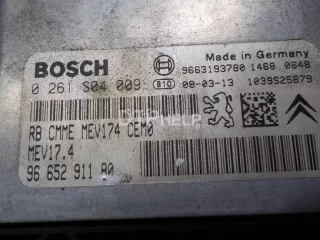 BOSCH
Made in Germany
9663193780 1468 0648
0 261 S04 009
B10 08-03-13 1039S25879
RB CMME MEV174 CEM0
MEV17.4
96 652 911 80